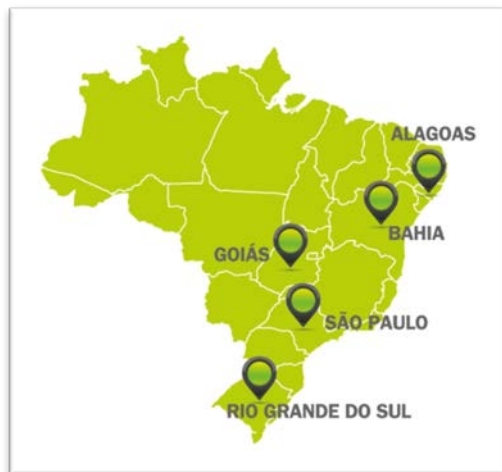 ALAGOAS
BAHIA
GOIÁS
SÃO PAULO
RIO GRANDE DO SUL